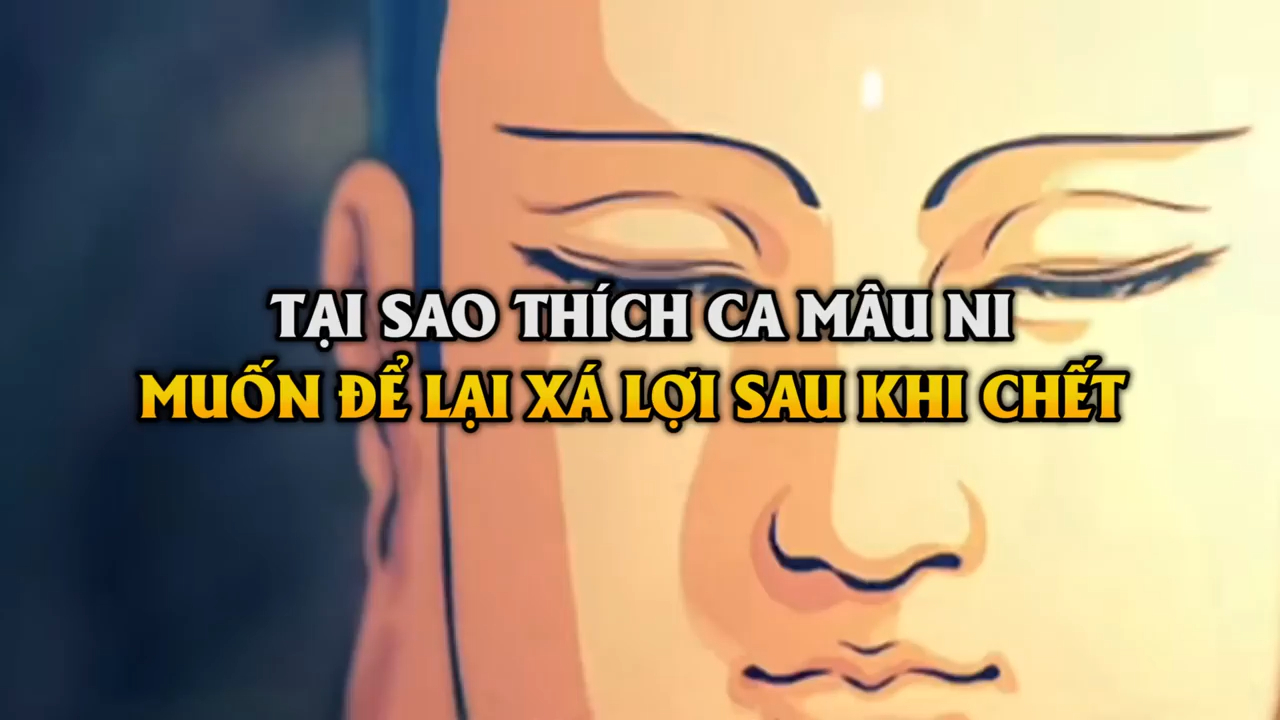 TẠI SAO THÍCH CA MÂU NI
MUỐN ĐỂ LẠI XÁ LỢI SAU KHI CHẾT